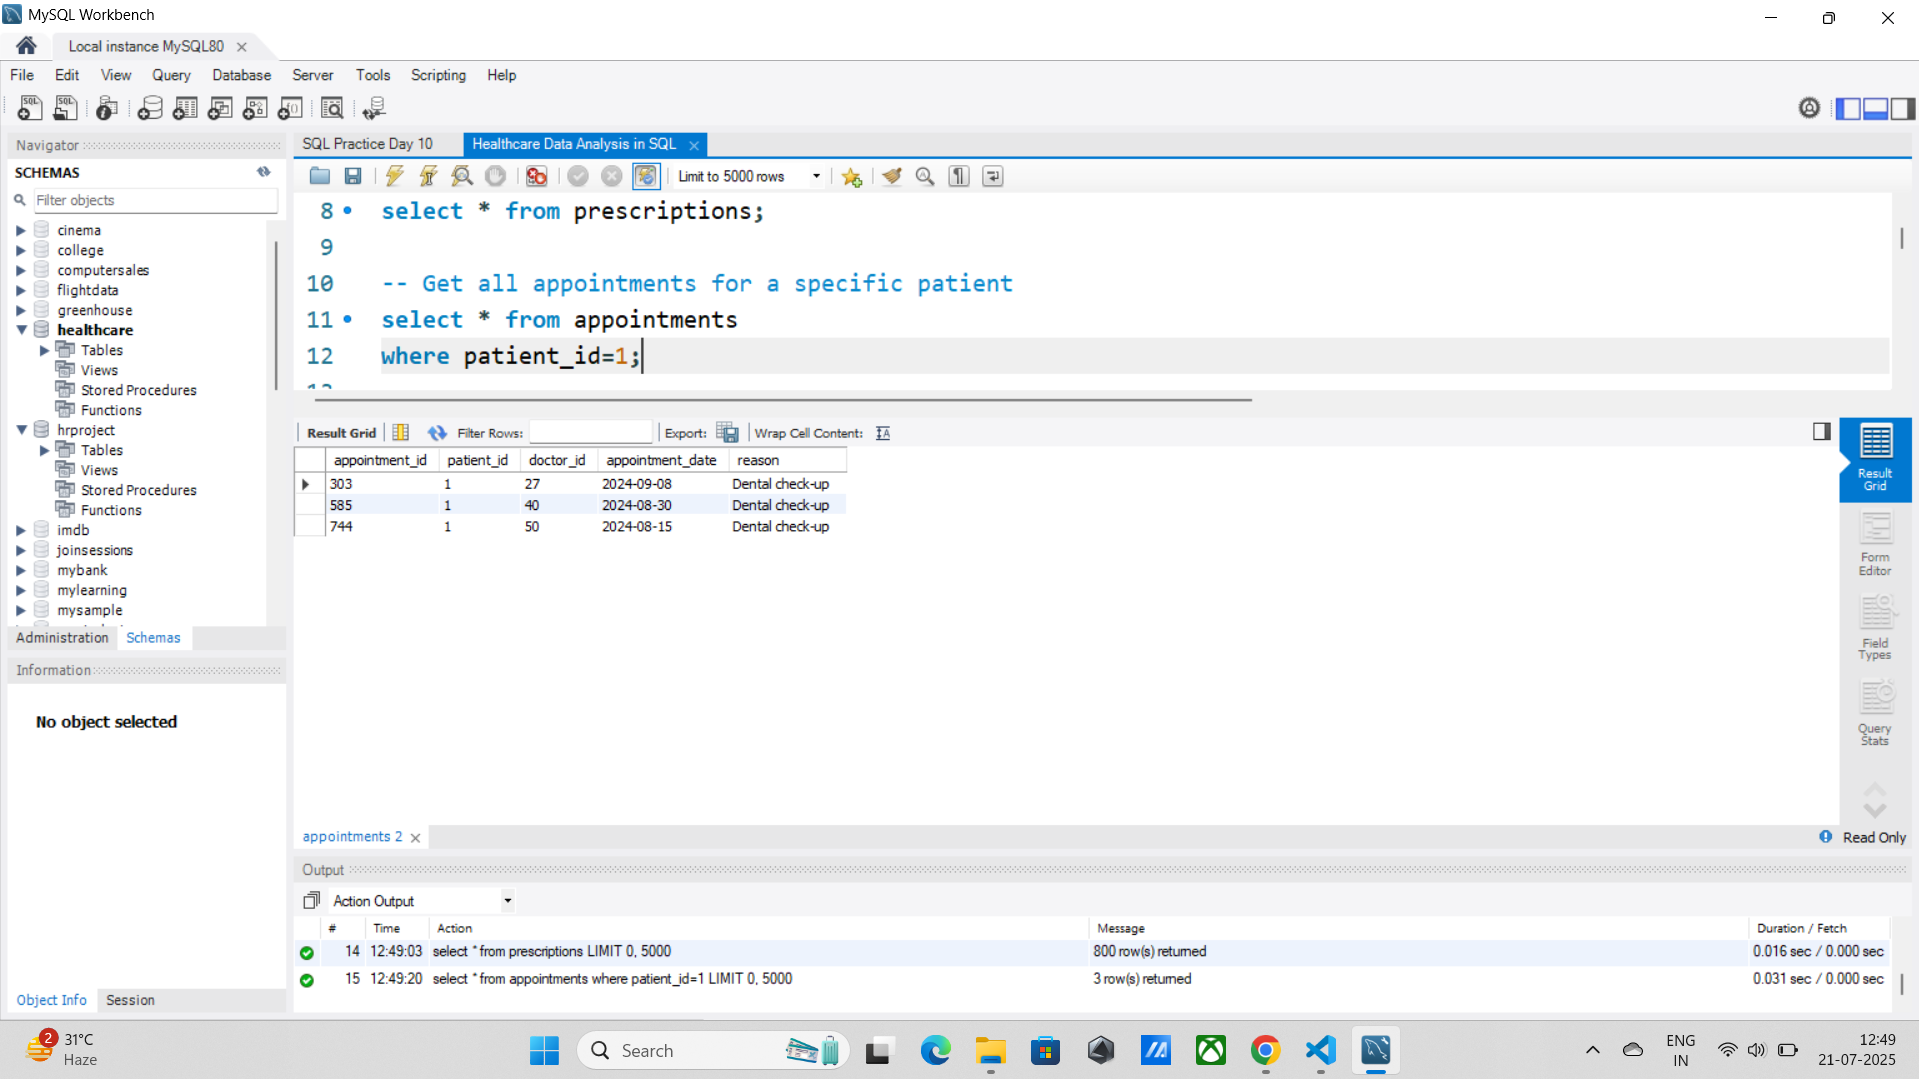 MySQL Workbench
Local instance MySQL80
File Edit View Query Database Server Tools Scripting Help
Navigator
SCHEMAS
Filter objects
cinema
college
computersales
flightdata
greenhouse
healthcare
Tables
Views
Stored Procedures
Functions
hrproject
Tables
Views
Stored Procedures
Functions
imdb
joinsessions
mybank
mylearning
mysample
Administration Schemas
Information
No object selected
Object Info Session
SQL Practice Day 10 Healthcare Data Analysis in SQL
Limit to 5000 rows
8 select * from prescriptions;
9
10 -- Get all appointments for a specific patient
11 select * from appointments
12 where patient_id=1;
Result Grid Filter Rows: Export: Wrap Cell Content:
appointment_id patient_id doctor_id appointment_date reason
303 1 27 2024-09-08 Dental check-up
585 1 40 2024-08-30 Dental check-up
744 1 50 2024-08-15 Dental check-up
Result
Grid
Form
Editor
Field
Types
Query
Stats
appointments 2
Read Only
Output
Action Output
# Time Action Message Duration / Fetch
14 12:49:03 select * from prescriptions LIMIT 0, 5000 800 row(s) returned 0.016 sec / 0.000 sec
15 12:49:20 select * from appointments where patient_id=1 LIMIT 0, 5000 3 row(s) returned 0.031 sec / 0.000 sec
2
31°C
Haze
Search
ENG
IN
12:49
21-07-2025